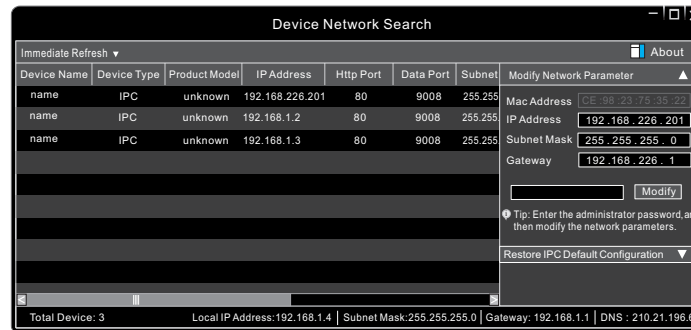 Device Network Search
Immediate Refresh ▼
About
Device Name Device Type Product Model IP Address Http Port Data Port Subnet
name IPC unknown 192.168.226.201 80 9008 255.255
name IPC unknown 192.168.1.2 80 9008 255.255.
name IPC unknown 192.168.1.3 80 9008 255.255.
Modify Network Parameter ▲
Mac Address CE :98 :23 :75 :35 :22
IP Address 192 .168 . 226 . 201
Subnet Mask 255 . 255 . 255 . 0
Gateway 192 .168 . 226 . 1
Modify
Tip: Enter the administrator password,
then modify the network parameters.
Restore IPC Default Configuration ▼
Total Device: 3 Local IP Address:192.168.1.4 Subnet Mask:255.255.255.0 Gateway: 192.168.1.1 DNS : 210.21.196.6